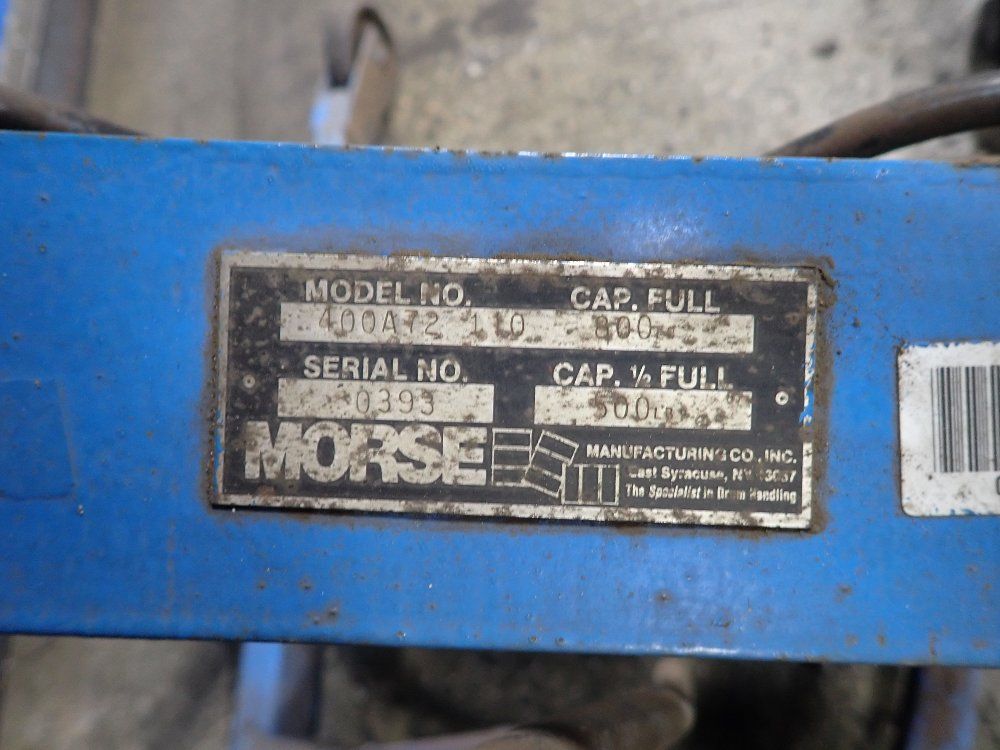 MODEL NO. CAP. FULL
400A72 110 800
SERIAL NO. CAP. ½ FULL
0393 500
MORSE
MANUFACTURING CO., INC.
East Syracuse, NY
The Specialist in Drum Handling